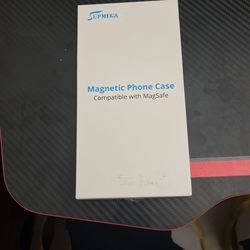 SUPMEGA
Magnetic Phone Case
Compatible with MagSafe